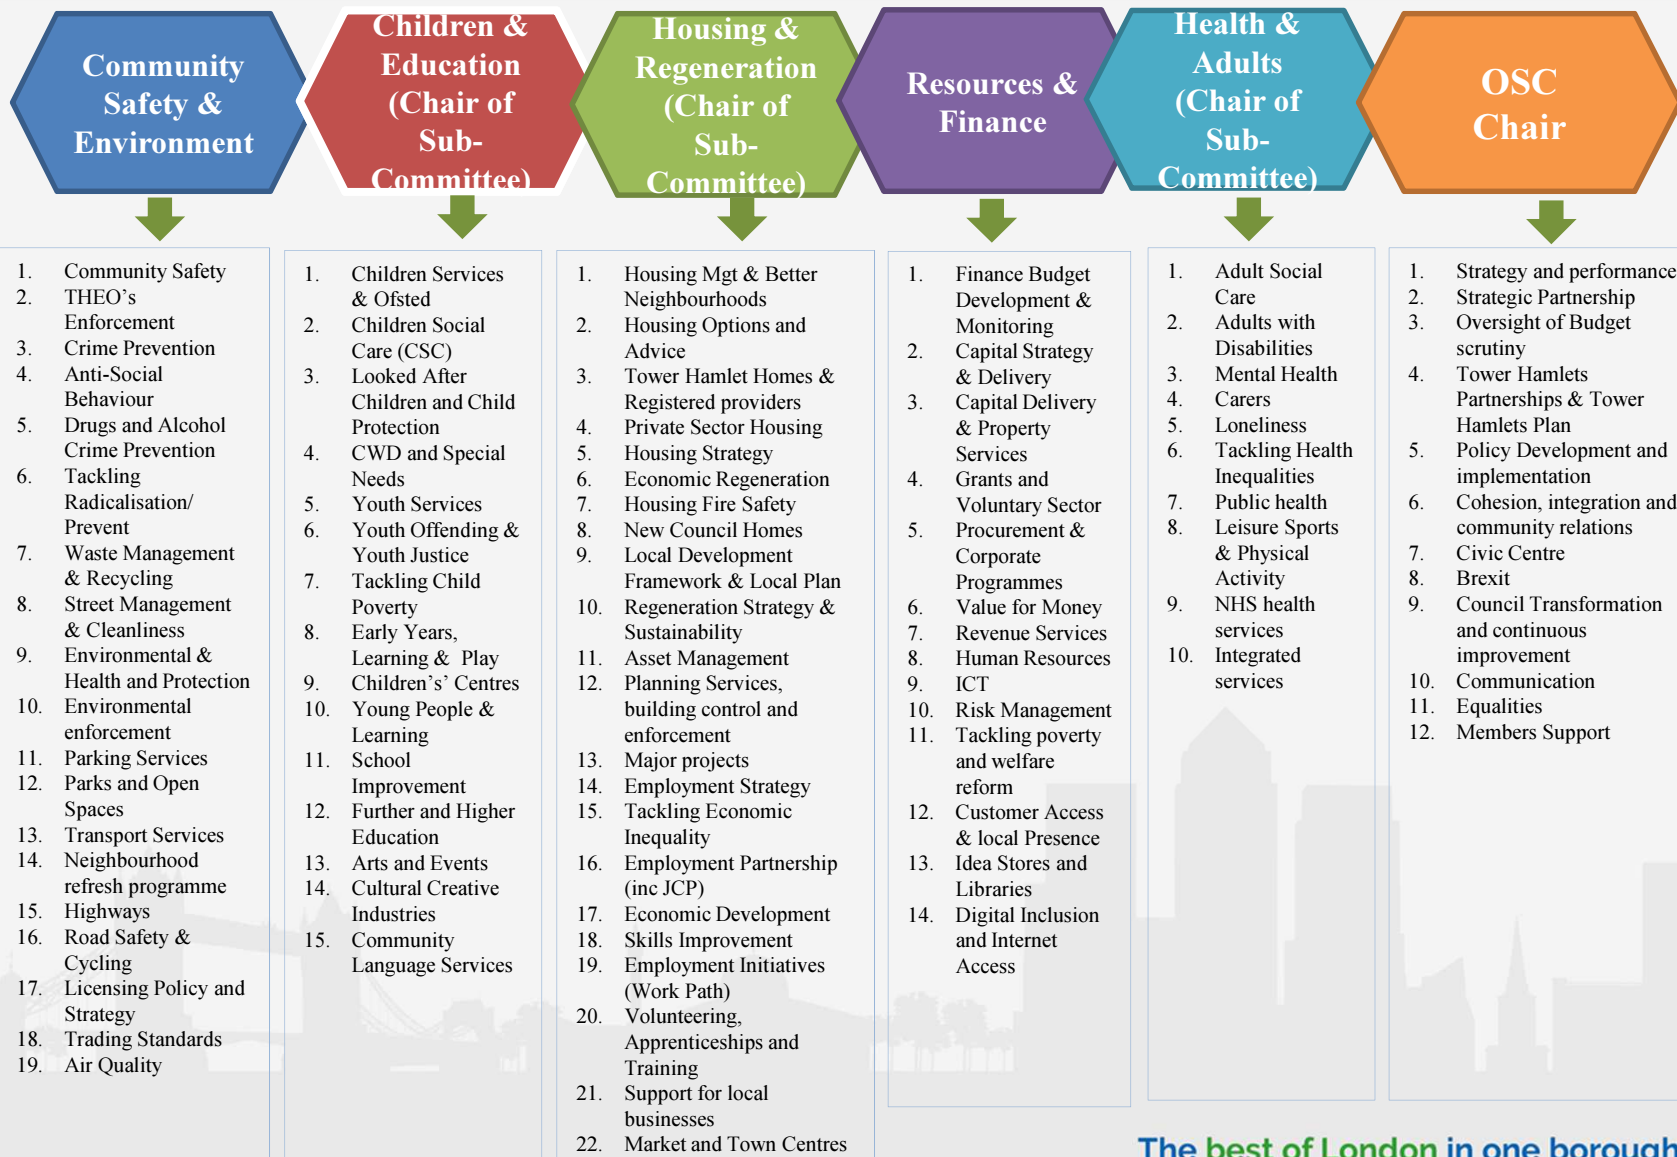 Community
Safety &
Environment
Children &
Education
(Chair of
Sub-
Committee)
Housing &
Regeneration
(Chair of
Sub-
Committee)
Resources &
Finance
Health &
Adults
(Chair of
Sub-
Committee)
OSC
Chair
1. Community Safety
2. THEO's
Enforcement
3. Crime Prevention
4. Anti-Social
Behaviour
5. Drugs and Alcohol
Crime Prevention
6. Tackling
Radicalisation/
Prevent
7. Waste Management
& Recycling
8. Street Management
& Cleanliness
9. Environmental &
Health and Protection
10. Environmental
enforcement
11. Parking Services
12. Parks and Open
Spaces
13. Transport Services
14. Neighbourhood
refresh programme
15. Highways
16. Road Safety &
Cycling
17. Licensing Policy and
Strategy
18. Trading Standards
19. Air Quality
1. Children Services
& Ofsted
2. Children Social
Care (CSC)
3. Looked After
Children and Child
Protection
4. CWD and Special
Needs
5. Youth Services
6. Youth Offending &
Youth Justice
7. Tackling Child
Poverty
8. Early Years,
Learning & Play
9. Children's' Centres
10. Young People &
Learning
11. School
Improvement
12. Further and Higher
Education
13. Arts and Events
14. Cultural Creative
Industries
15. Community
Language Services
1. Housing Mgt & Better
Neighbourhoods
2. Housing Options and
Advice
3. Tower Hamlet Homes &
Registered providers
4. Private Sector Housing
5. Housing Strategy
6. Economic Regeneration
7. Housing Fire Safety
8. New Council Homes
9. Local Development
Framework & Local Plan
10. Regeneration Strategy &
Sustainability
11. Asset Management
12. Planning Services,
building control and
enforcement
13. Major projects
14. Employment Strategy
15. Tackling Economic
Inequality
16. Employment Partnership
(inc JCP)
17. Economic Development
18. Skills Improvement
19. Employment Initiatives
(Work Path)
20. Volunteering,
Apprenticeships and
Training
21. Support for local
businesses
22. Market and Town Centres
1. Finance Budget
Development &
Monitoring
2. Capital Strategy
& Delivery
3. Capital Delivery
& Property
Services
4. Grants and
Voluntary Sector
5. Procurement &
Corporate
Programmes
6. Value for Money
7. Revenue Services
8. Human Resources
9. ICT
10. Risk Management
11. Tackling poverty
and welfare
reform
12. Customer Access
& local Presence
13. Idea Stores and
Libraries
14. Digital Inclusion
and Internet
Access
1. Adult Social
Care
2. Adults with
Disabilities
3. Mental Health
4. Carers
5. Loneliness
6. Tackling Health
Inequalities
7. Public health
8. Leisure Sports
& Physical
Activity
9. NHS health
services
10. Integrated
services
1. Strategy and performance
2. Strategic Partnership
3. Oversight of Budget
scrutiny
4. Tower Hamlets
Partnerships & Tower
Hamlets Plan
5. Policy Development and
implementation
6. Cohesion, integration and
community relations
7. Civic Centre
8. Brexit
9. Council Transformation
and continuous
improvement
10. Communication
11. Equalities
12. Members Support
The best of London in one borough